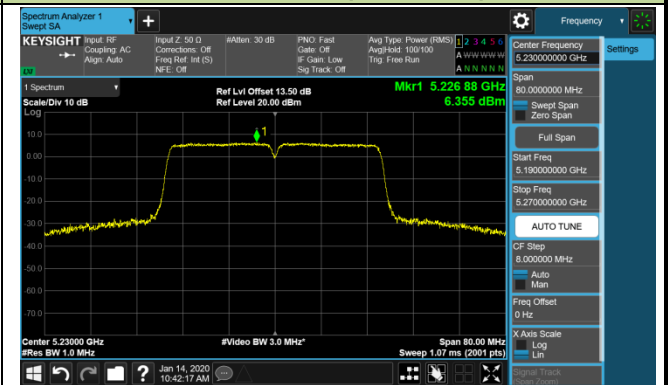 Spectrum Analyzer 1
Swept SA
Frequency
KEYSIGHT
Input: RF
Coupling: AC
Align: Auto
Input Z: 50 Ω
Corrections: Off
Freq Ref: Int (S)
NFE: Off
#Atten: 30 dB
PNO: Fast
Gate: Off
IF Gain: Low
Sig Track: Off
Avg Type: Power (RMS)
Avg|Hold: 100/100
Trig: Free Run
1 2 3 4 5 6
A W W W W W
A N N N N N
1 Spectrum
Scale/Div 10 dB
Log
Ref Lvl Offset 13.50 dB
Ref Level 20.00 dBm
Mkr1 5.226 88 GHz
6.355 dBm
1
10.0
0.00
-10.0
-20.0
-30.0
-40.0
-50.0
-60.0
-70.0
Center 5.23000 GHz
#Res BW 1.0 MHz
#Video BW 3.0 MHz*
Span 80.00 MHz
Sweep 1.07 ms (2001 pts)
Jan 14, 2020
10:42:17 AM
Center Frequency
5.230000000 GHz
Settings
Span
80.0000000 MHz
Swept Span
Zero Span
Full Span
Start Freq
5.190000000 GHz
Stop Freq
5.270000000 GHz
AUTO TUNE
CF Step
8.000000 MHz
Auto
Man
Freq Offset
0 Hz
X Axis Scale
Log
Lin
Signal Track
(Span Zoom)